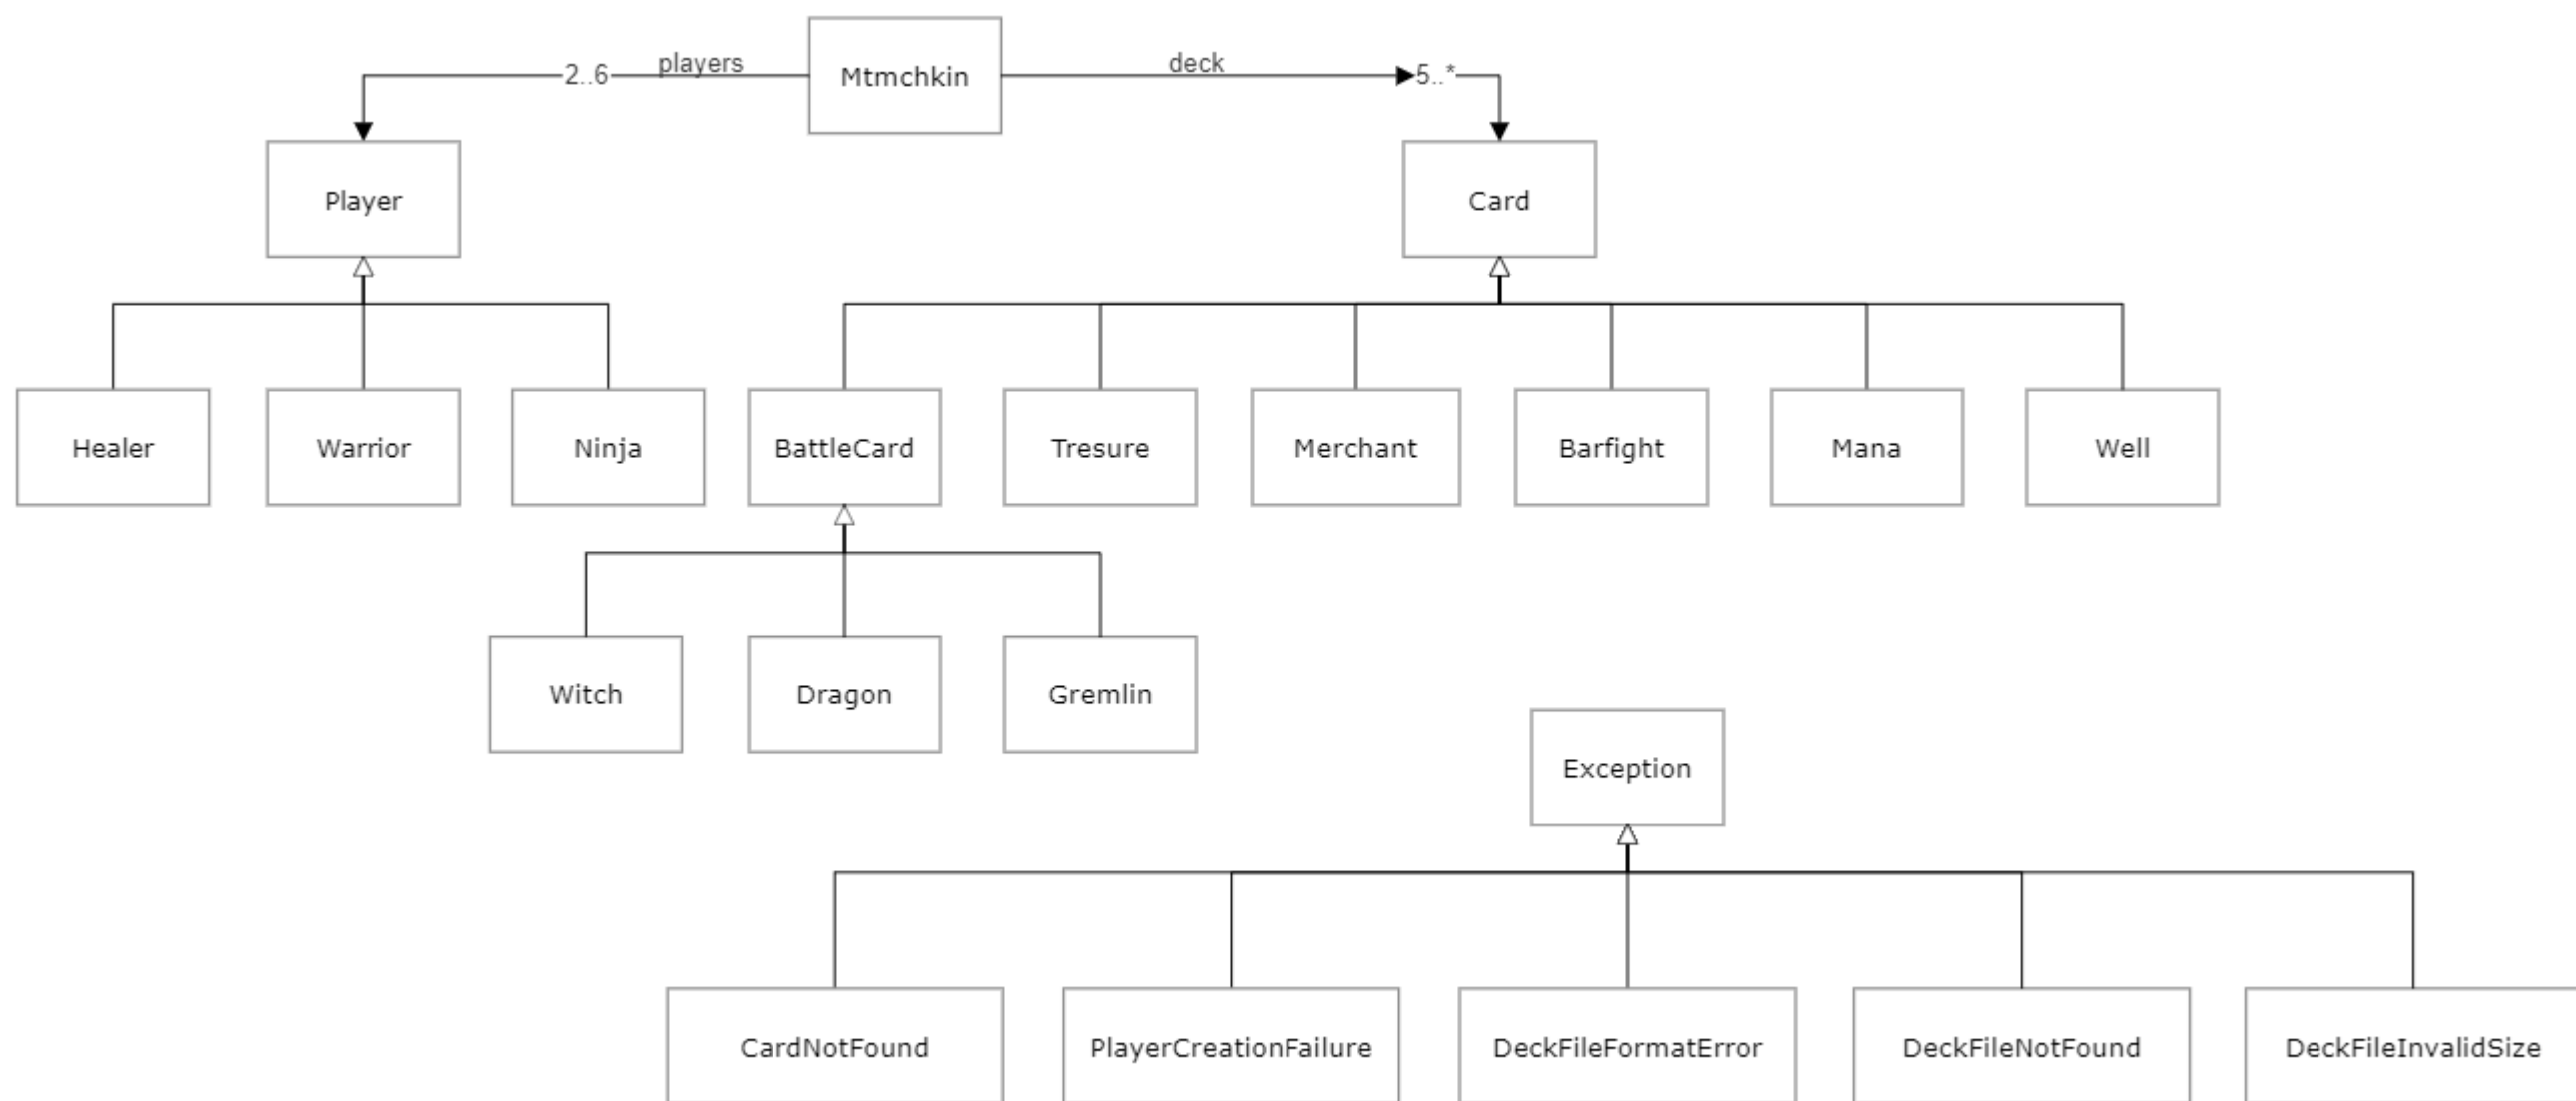 Mtmchkin
players
2..6
deck
5..*
Player
Card
Healer
Warrior
Ninja
BattleCard
Tresure
Merchant
Barfight
Mana
Well
Witch
Dragon
Gremlin
Exception
CardNotFound
PlayerCreationFailure
DeckFileFormatError
DeckFileNotFound
DeckFileInvalidSize